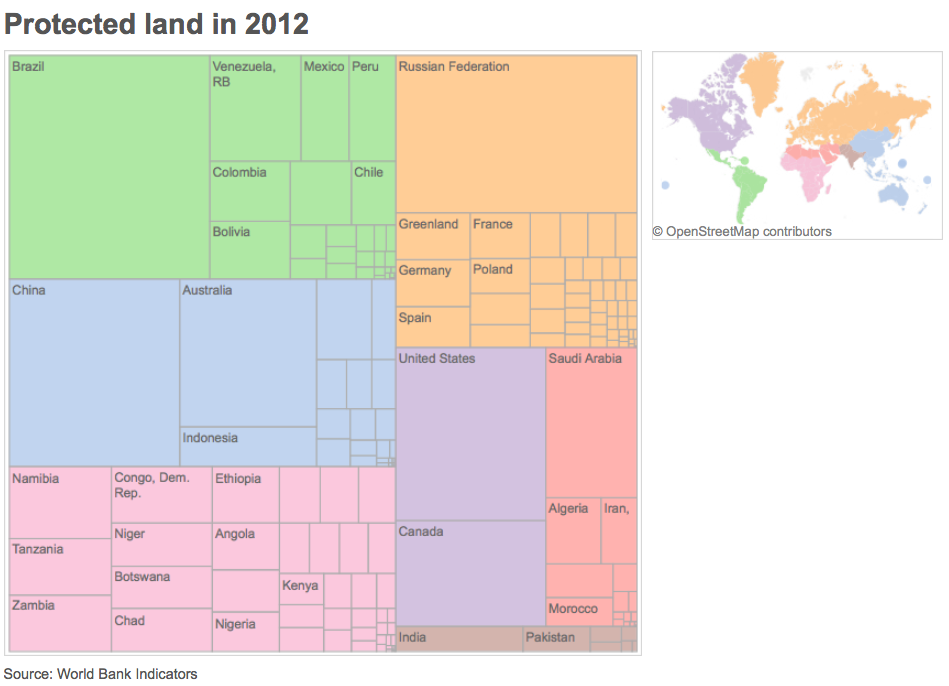 Protected land in 2012
Brazil
Venezuela,
RB
Mexico
Peru
Colombia
Chile
Bolivia
Russian Federation
Greenland
France
Germany
Poland
Spain
© OpenStreetMap contributors
China
Australia
Indonesia
United States
Saudi Arabia
Canada
Algeria
Iran,
Morocco
Namibia
Congo, Dem.
Rep.
Ethiopia
Niger
Angola
Tanzania
Botswana
Kenya
Zambia
Chad
Nigeria
India
Pakistan
Source: World Bank Indicators